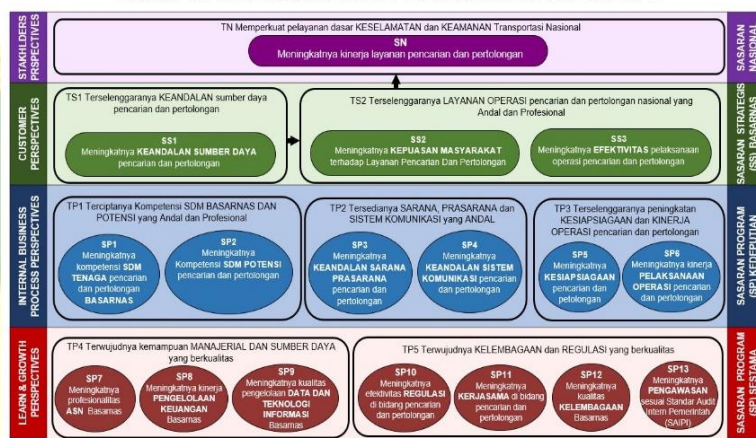 STAKHLDERS
PRSPECTIVES
TN Memperkuat pelayanan dasar KESELAMATAN dan KEAMANAN Transportasi Nasional
SN
Meningkatnya kinerja layanan pencarian dan pertolongan
SASARAN
NASIONAL
CUSTOMER
PERSPECTIVES
TS1 Terselenggaranya KEANDALAN sumber daya
pencarian dan pertolongan
SS1
Meningkatnya KEANDALAN SUMBER DAYA
pencarian dan pertolongan
TS2 Terselenggaranya LAYANAN OPERASI pencarian dan pertolongan nasional yang
Andal dan Profesional
SS2
Meningkatnya KEPUASAN MASYARAKAT
terhadap Layanan Pencarian Dan Pertolongan
SS3
Meningkatnya EFEKTIVITAS pelaksanaan
operasi pencarian dan pertolongan
SASARAN STRATEGIS
(SS) BASARNAS
INTERNAL BUSINESS
PROCESS PERSPECTIVES
TP1 Terciptanya Kompetensi SDM BASARNAS DAN
POTENSI yang Andal dan Profesional
SP1
Meningkatnya
kompetensi SDM
TENAGA pencarian
dan pertolongan
BASARNAS
SP2
Meningkatnya
Kompetensi SDM POTENSI
pencarian dan pertolongan
TP2 Tersedianya SARANA, PRASARANA dan
SISTEM KOMUNIKASI yang ANDAL
SP3
Meningkatnya
KEANDALAN SARANA
PRASARANA
pencarian dan
pertolongan
SP4
Meningkatnya
KEANDALAN SISTEM
KOMUNIKASI pencarian
dan pertolongan
TP3 Terselenggaranya peningkatan
KESIAPSIAGAAN dan KINERJA
OPERASI pencarian dan pertolongan
SP5
Meningkatnya
KESIAPSIAGAAN
pencarian dan
petolongan
SP6
Meningkatnya kinerja
PELAKSANAAN
OPERASI pencarian
dan pertolongan
SASARAN PROGRAM
(SP) KEDEPUTIAN
LEARN & GROWTH
PERSPECTIVES
TP4 Terwujudnya kemampuan MANAJERIAL DAN SUMBER DAYA
yang berkualitas
SP7
Meningkatnya
profesionalitas
ASN Basarnas
SP8
Meningkatnya kinerja
PENGELOLAAN
KEUANGAN
Basarnas
SP9
Meningkatnya kualitas
pengelolaan DATA DAN
TEKNOLOGI
INFORMASI Basarnas
TP5 Terwujudnya KELEMBAGAAN dan REGULASI yang berkualitas
SP10
Meningkatnya
efektivitas REGULASI
di bidang pencarian
dan pertolongan
SP11
Meningkatnya
KERJASAMA di bidang
pencarian dan
pertolongan
SP12
Meningkatnya
kualitas
KELEMBAGAAN
Basarnas
SP13
Meningkatnya
PENGAWASAN
sesuai Standar Audit
Intern Pemerintah
(SAIPI)
SASARAN PROGRAM
(SP) SESTAMA